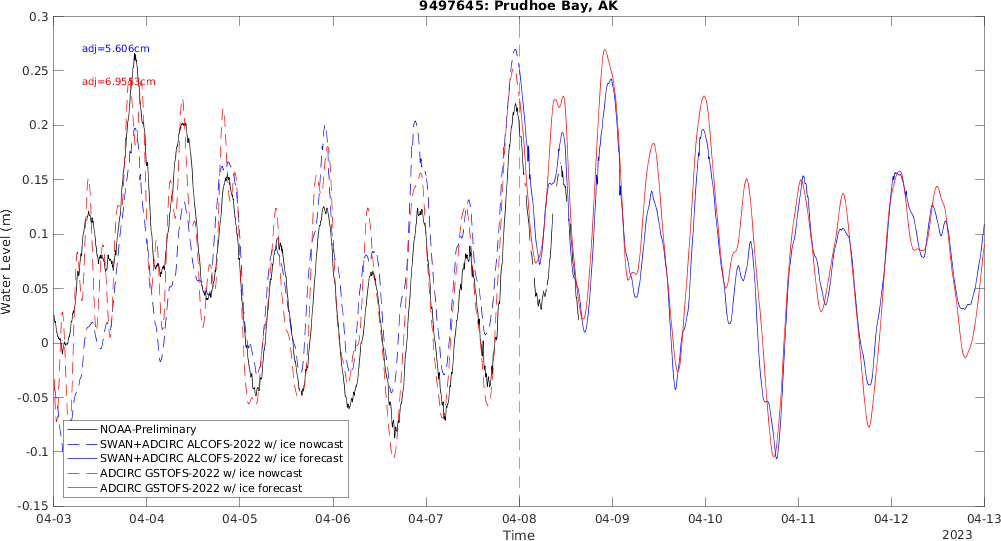 9497645: Prudhoe Bay, AK
0.3
0.25
0.2
0.15
0.1
0.05
0
-0.05
-0.1
-0.15
Water Level (m)
adj=5.606cm
adj=6.9553cm
NOAA-Preliminary
SWAN+ADCIRC ALCOFS-2022 w/ ice nowcast
SWAN+ADCIRC ALCOFS-2022 w/ ice forecast
ADCIRC GSTOFS-2022 w/ ice nowcast
ADCIRC GSTOFS-2022 w/ ice forecast
04-03 04-04 04-05 04-06 04-07 04-08 04-09 04-10 04-11 04-12 04-13
Time
2023